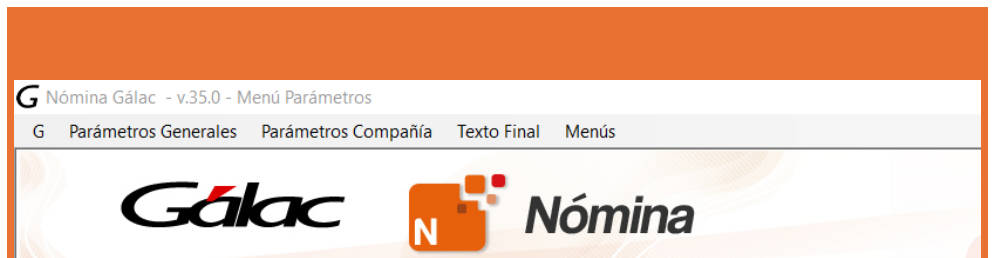 G Nómina Gálac - v.35.0 - Menú Parámetros
G Parámetros Generales Parámetros Compañía Texto Final Menús
Gálac N Nómina